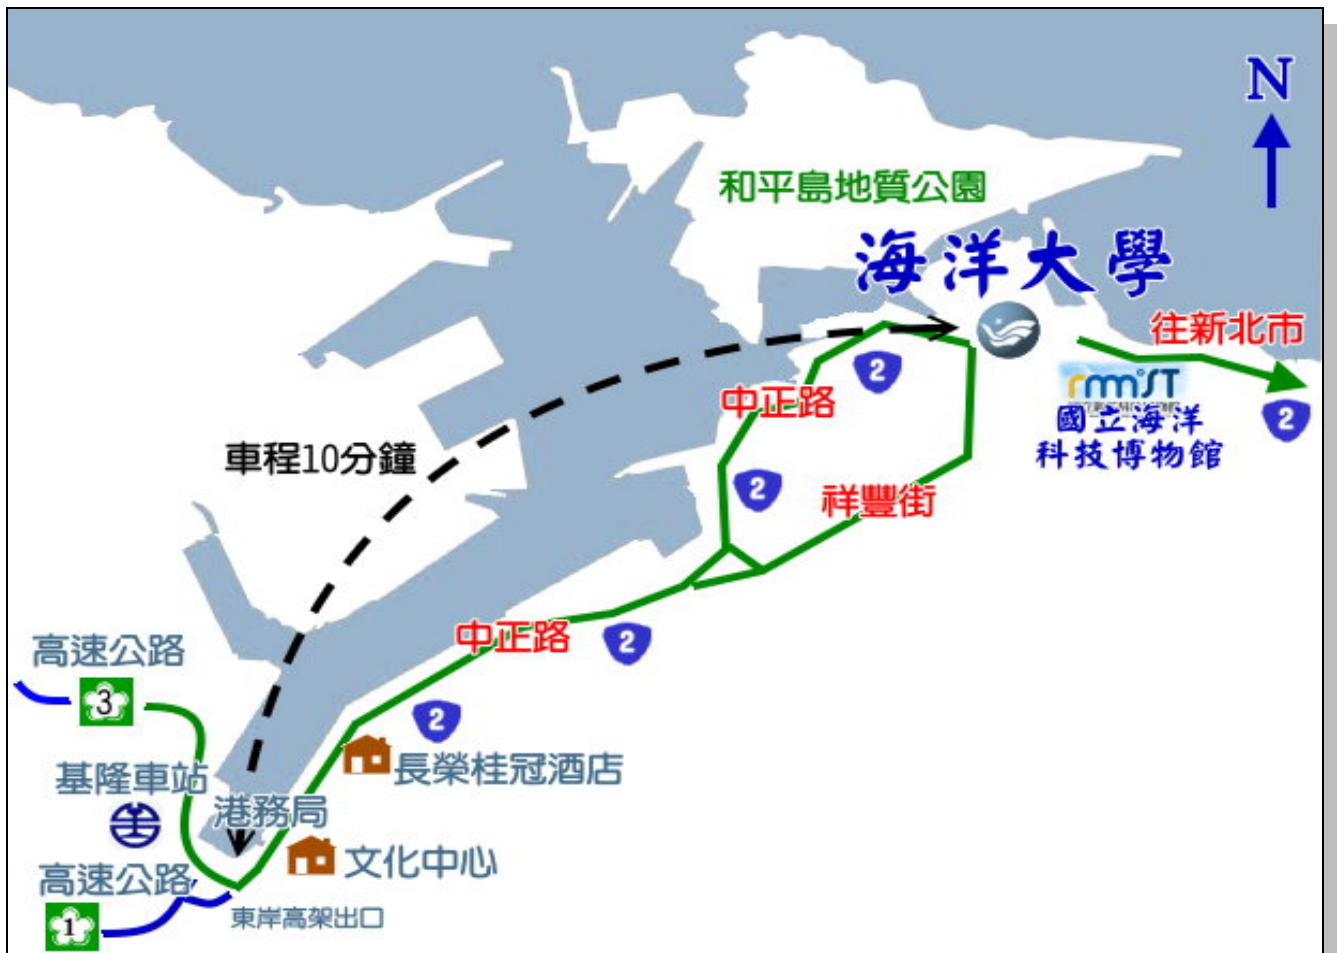 N
和平島地質公園
海洋大學
往新北市
2
rmmist
中正路
2
國立海洋
科技博物館
車程10分鐘
2
祥豐街
中正路
2
高速公路
3
2
長榮桂冠酒店
基隆車站
港務局
文化中心
高速公路
1
東岸高架出口